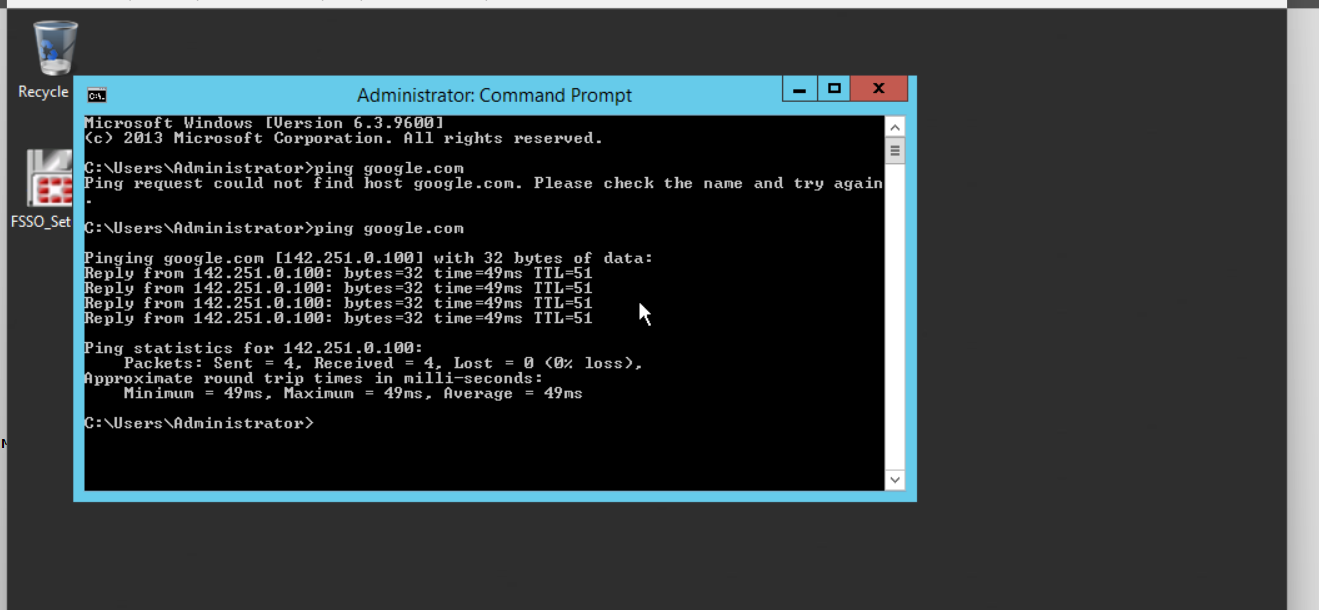 Recycle
FSSO_Set
Administrator: Command Prompt
Microsoft Windows [Version 6.3.9600]
(c) 2013 Microsoft Corporation. All rights reserved.
C:\Users\Administrator>ping google.com
Ping request could not find host google.com. Please check the name and try again
.
C:\Users\Administrator>ping google.com
Pinging google.com [142.251.0.100] with 32 bytes of data:
Reply from 142.251.0.100: bytes=32 time=49ms TTL=51
Reply from 142.251.0.100: bytes=32 time=49ms TTL=51
Reply from 142.251.0.100: bytes=32 time=49ms TTL=51
Reply from 142.251.0.100: bytes=32 time=49ms TTL=51
Ping statistics for 142.251.0.100:
    Packets: Sent = 4, Received = 4, Lost = 0 (0% loss),
Approximate round trip times in milli-seconds:
    Minimum = 49ms, Maximum = 49ms, Average = 49ms
C:\Users\Administrator>